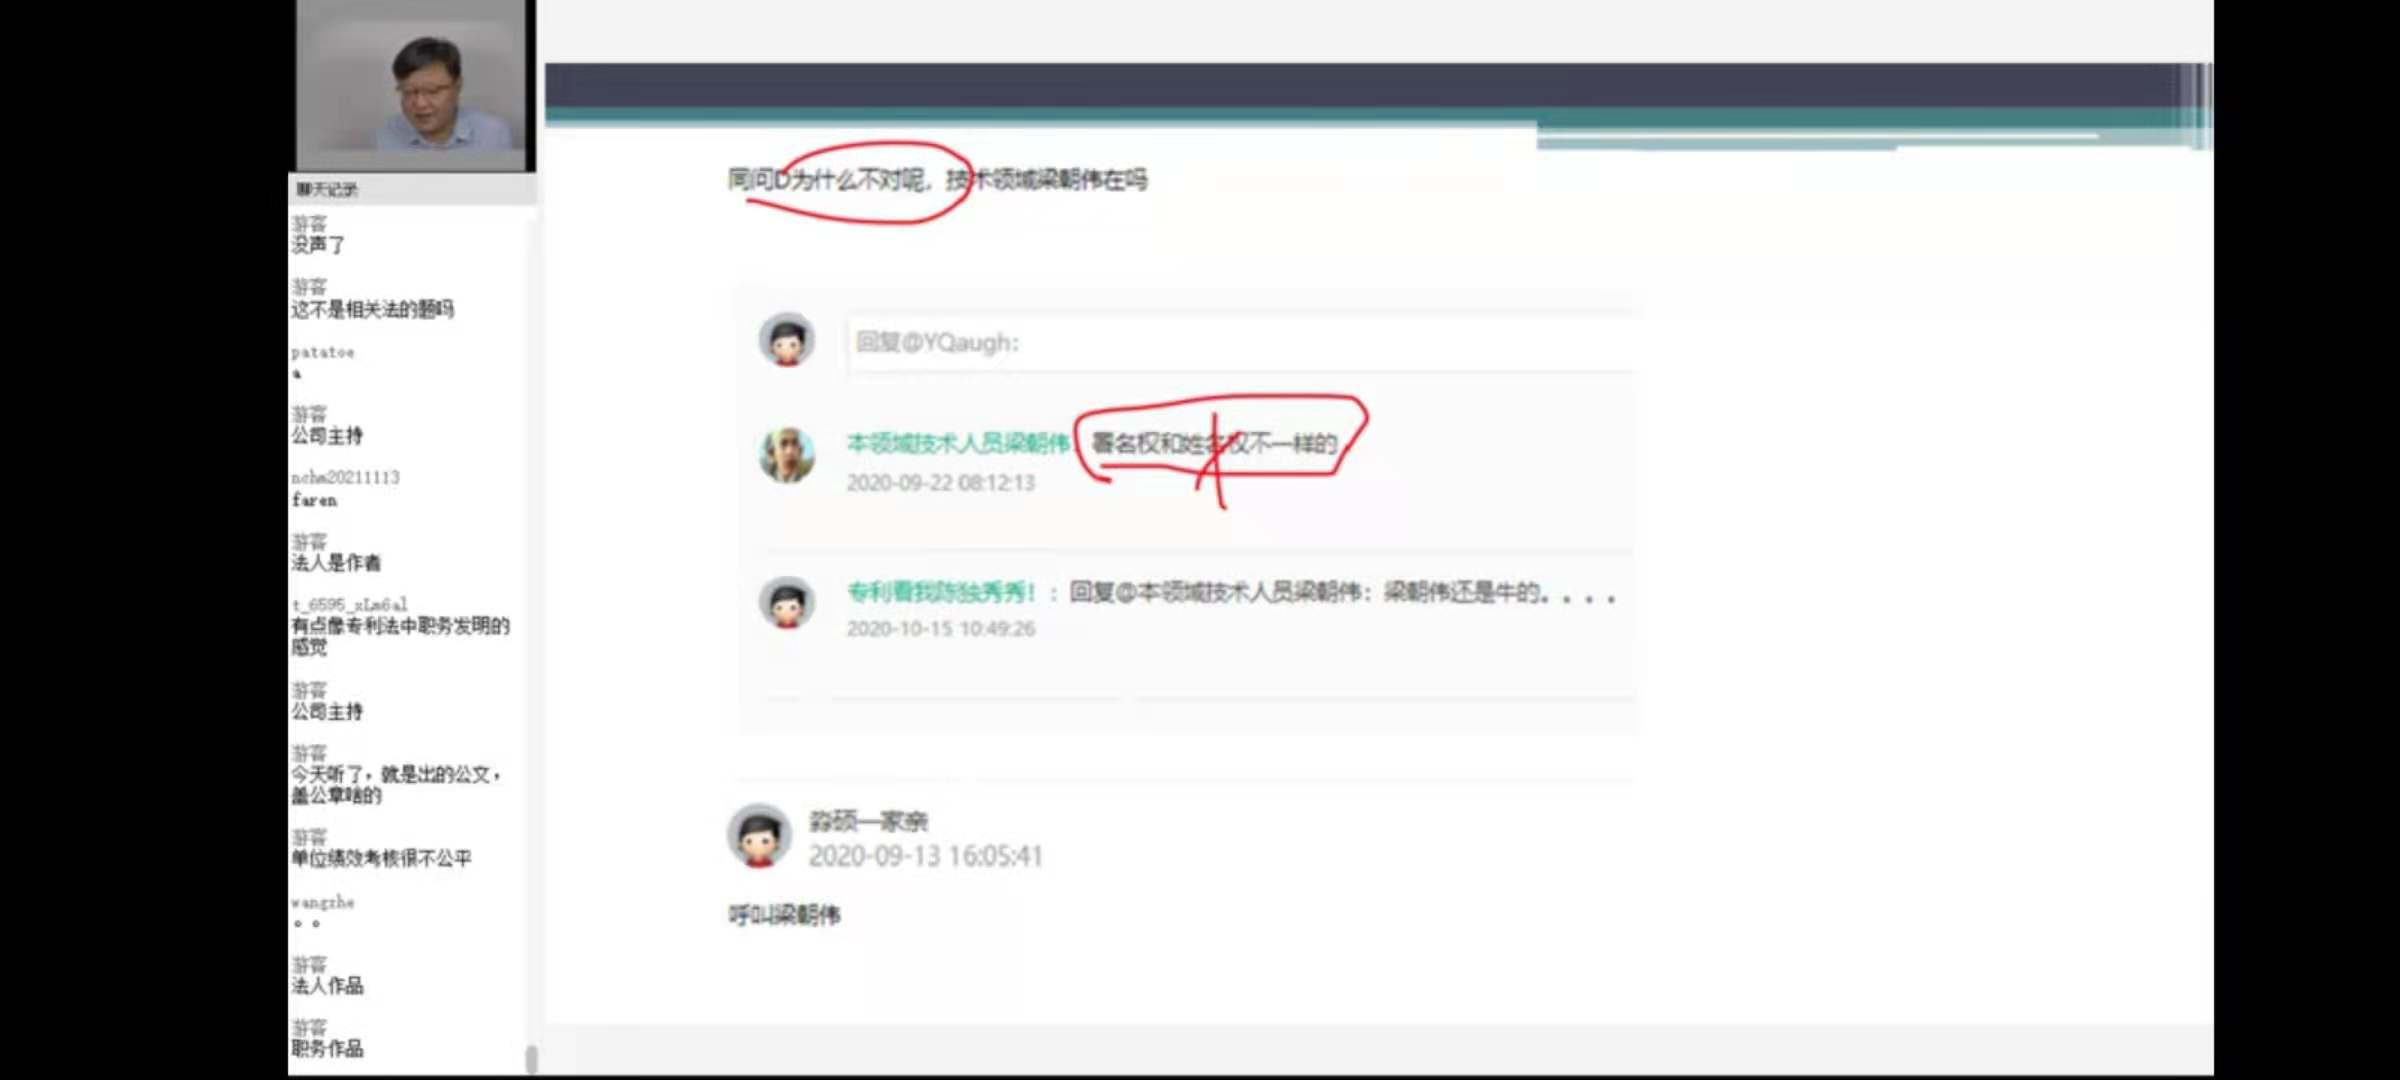 聊天记录
游客
没声了
游客
这不是相关法的题吗
patatoe
a
游客
公司主持
nchm20211113
faren
游客
法人是作者
t_6595_xLm6al
有点像专利法中职务发明的
感觉
游客
公司主持
游客
今天听了，就是出的公文，
盖公章啥的
游客
单位绩效考核很不公平
wangzhe
。。
游客
法人作品
游客
职务作品
同问D为什么不对呢，技术领域梁朝伟在吗
回复@YQaugh:
本领域技术人员梁朝伟：署名权和姓名权不一样的
2020-09-22 08:12:13
专利看我陈独秀秀！：回复@本领域技术人员梁朝伟：梁朝伟还是牛的。。。。
2020-10-15 10:49:26
淼硕一家亲
2020-09-13 16:05:41
呼叫梁朝伟